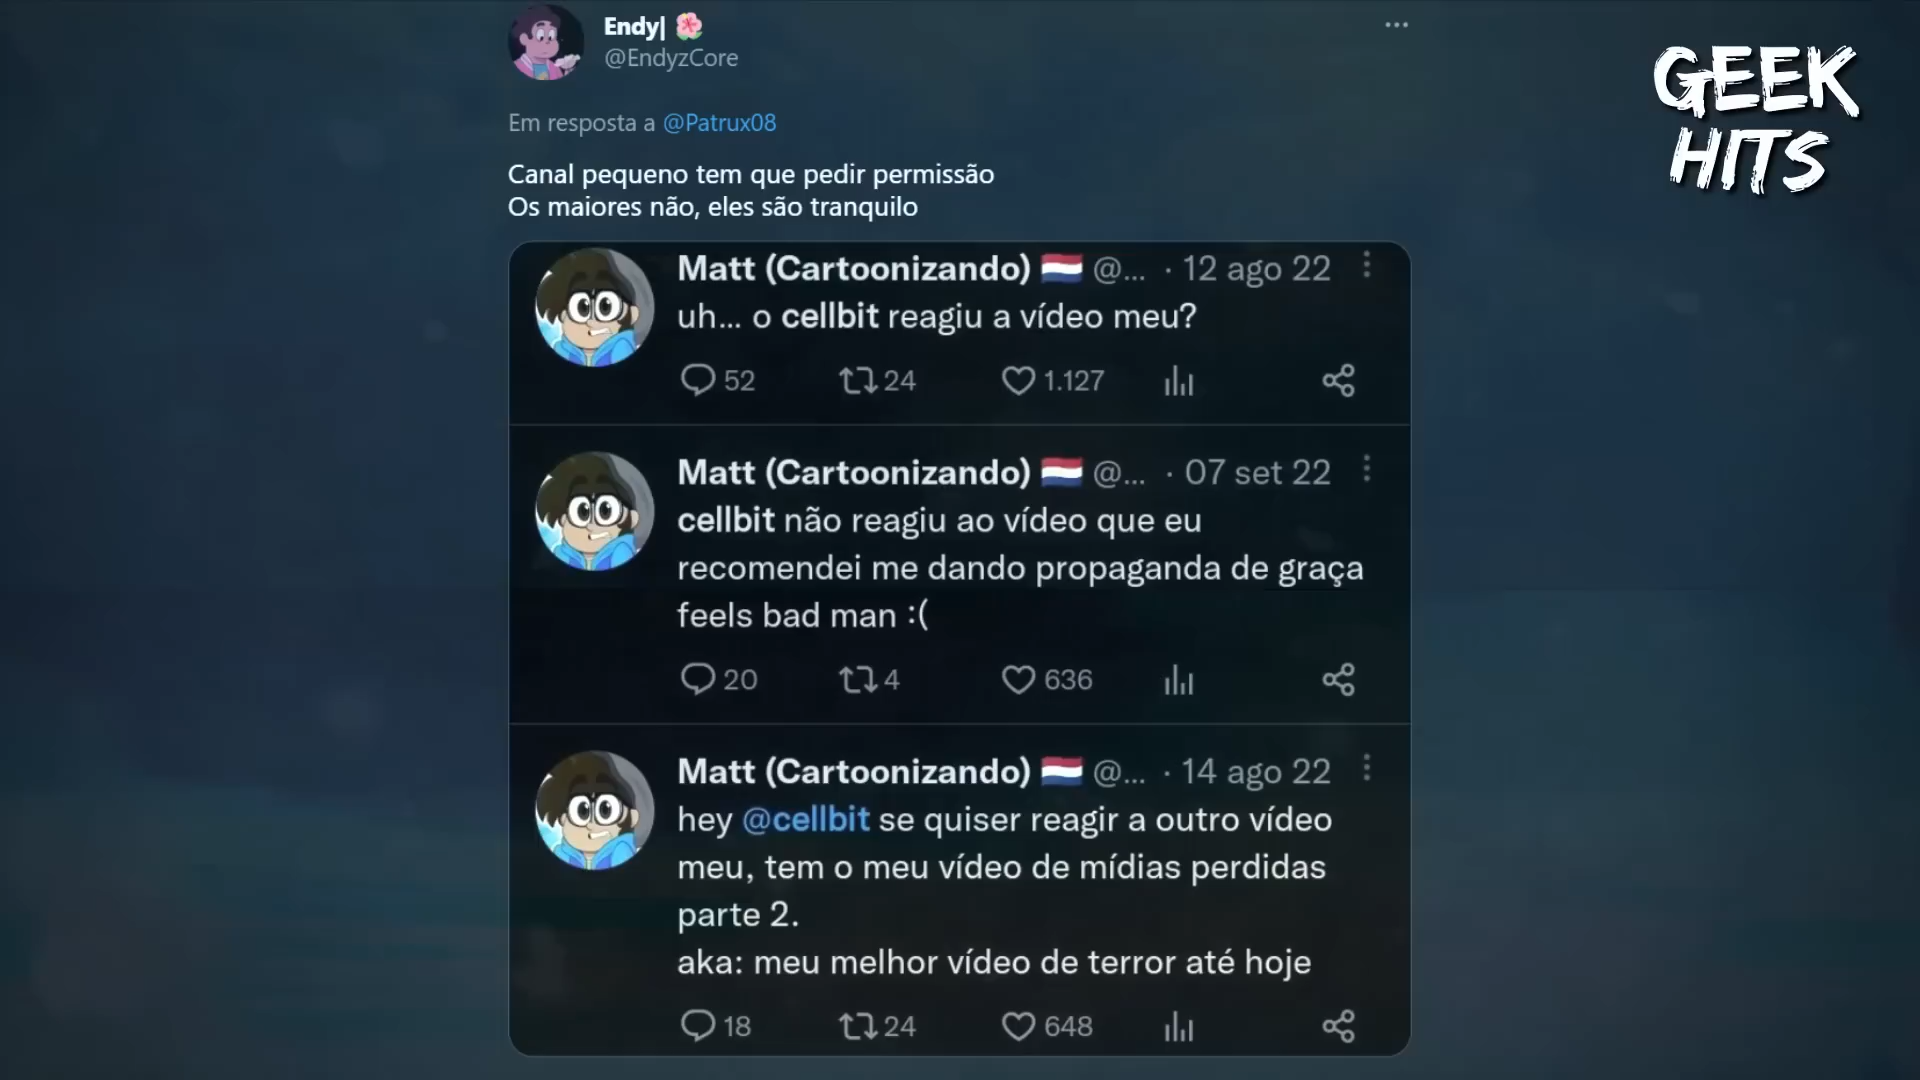 Endy| 🌺
@EndyzCore
GEEK
HITS
Em resposta a @Patrux08
Canal pequeno tem que pedir permissão
Os maiores não, eles são tranquilo
Matt (Cartoonizando) 🇳🇱 @... · 12 ago 22
uh... o cellbit reagiu a vídeo meu?
52 24 1.127
Matt (Cartoonizando) 🇳🇱 @... · 07 set 22
cellbit não reagiu ao vídeo que eu
recomendei me dando propaganda de graça
feels bad man :(
20 4 636
Matt (Cartoonizando) 🇳🇱 @... · 14 ago 22
hey @cellbit se quiser reagir a outro vídeo
meu, tem o meu vídeo de mídias perdidas
parte 2.
aka: meu melhor vídeo de terror até hoje
18 24 648